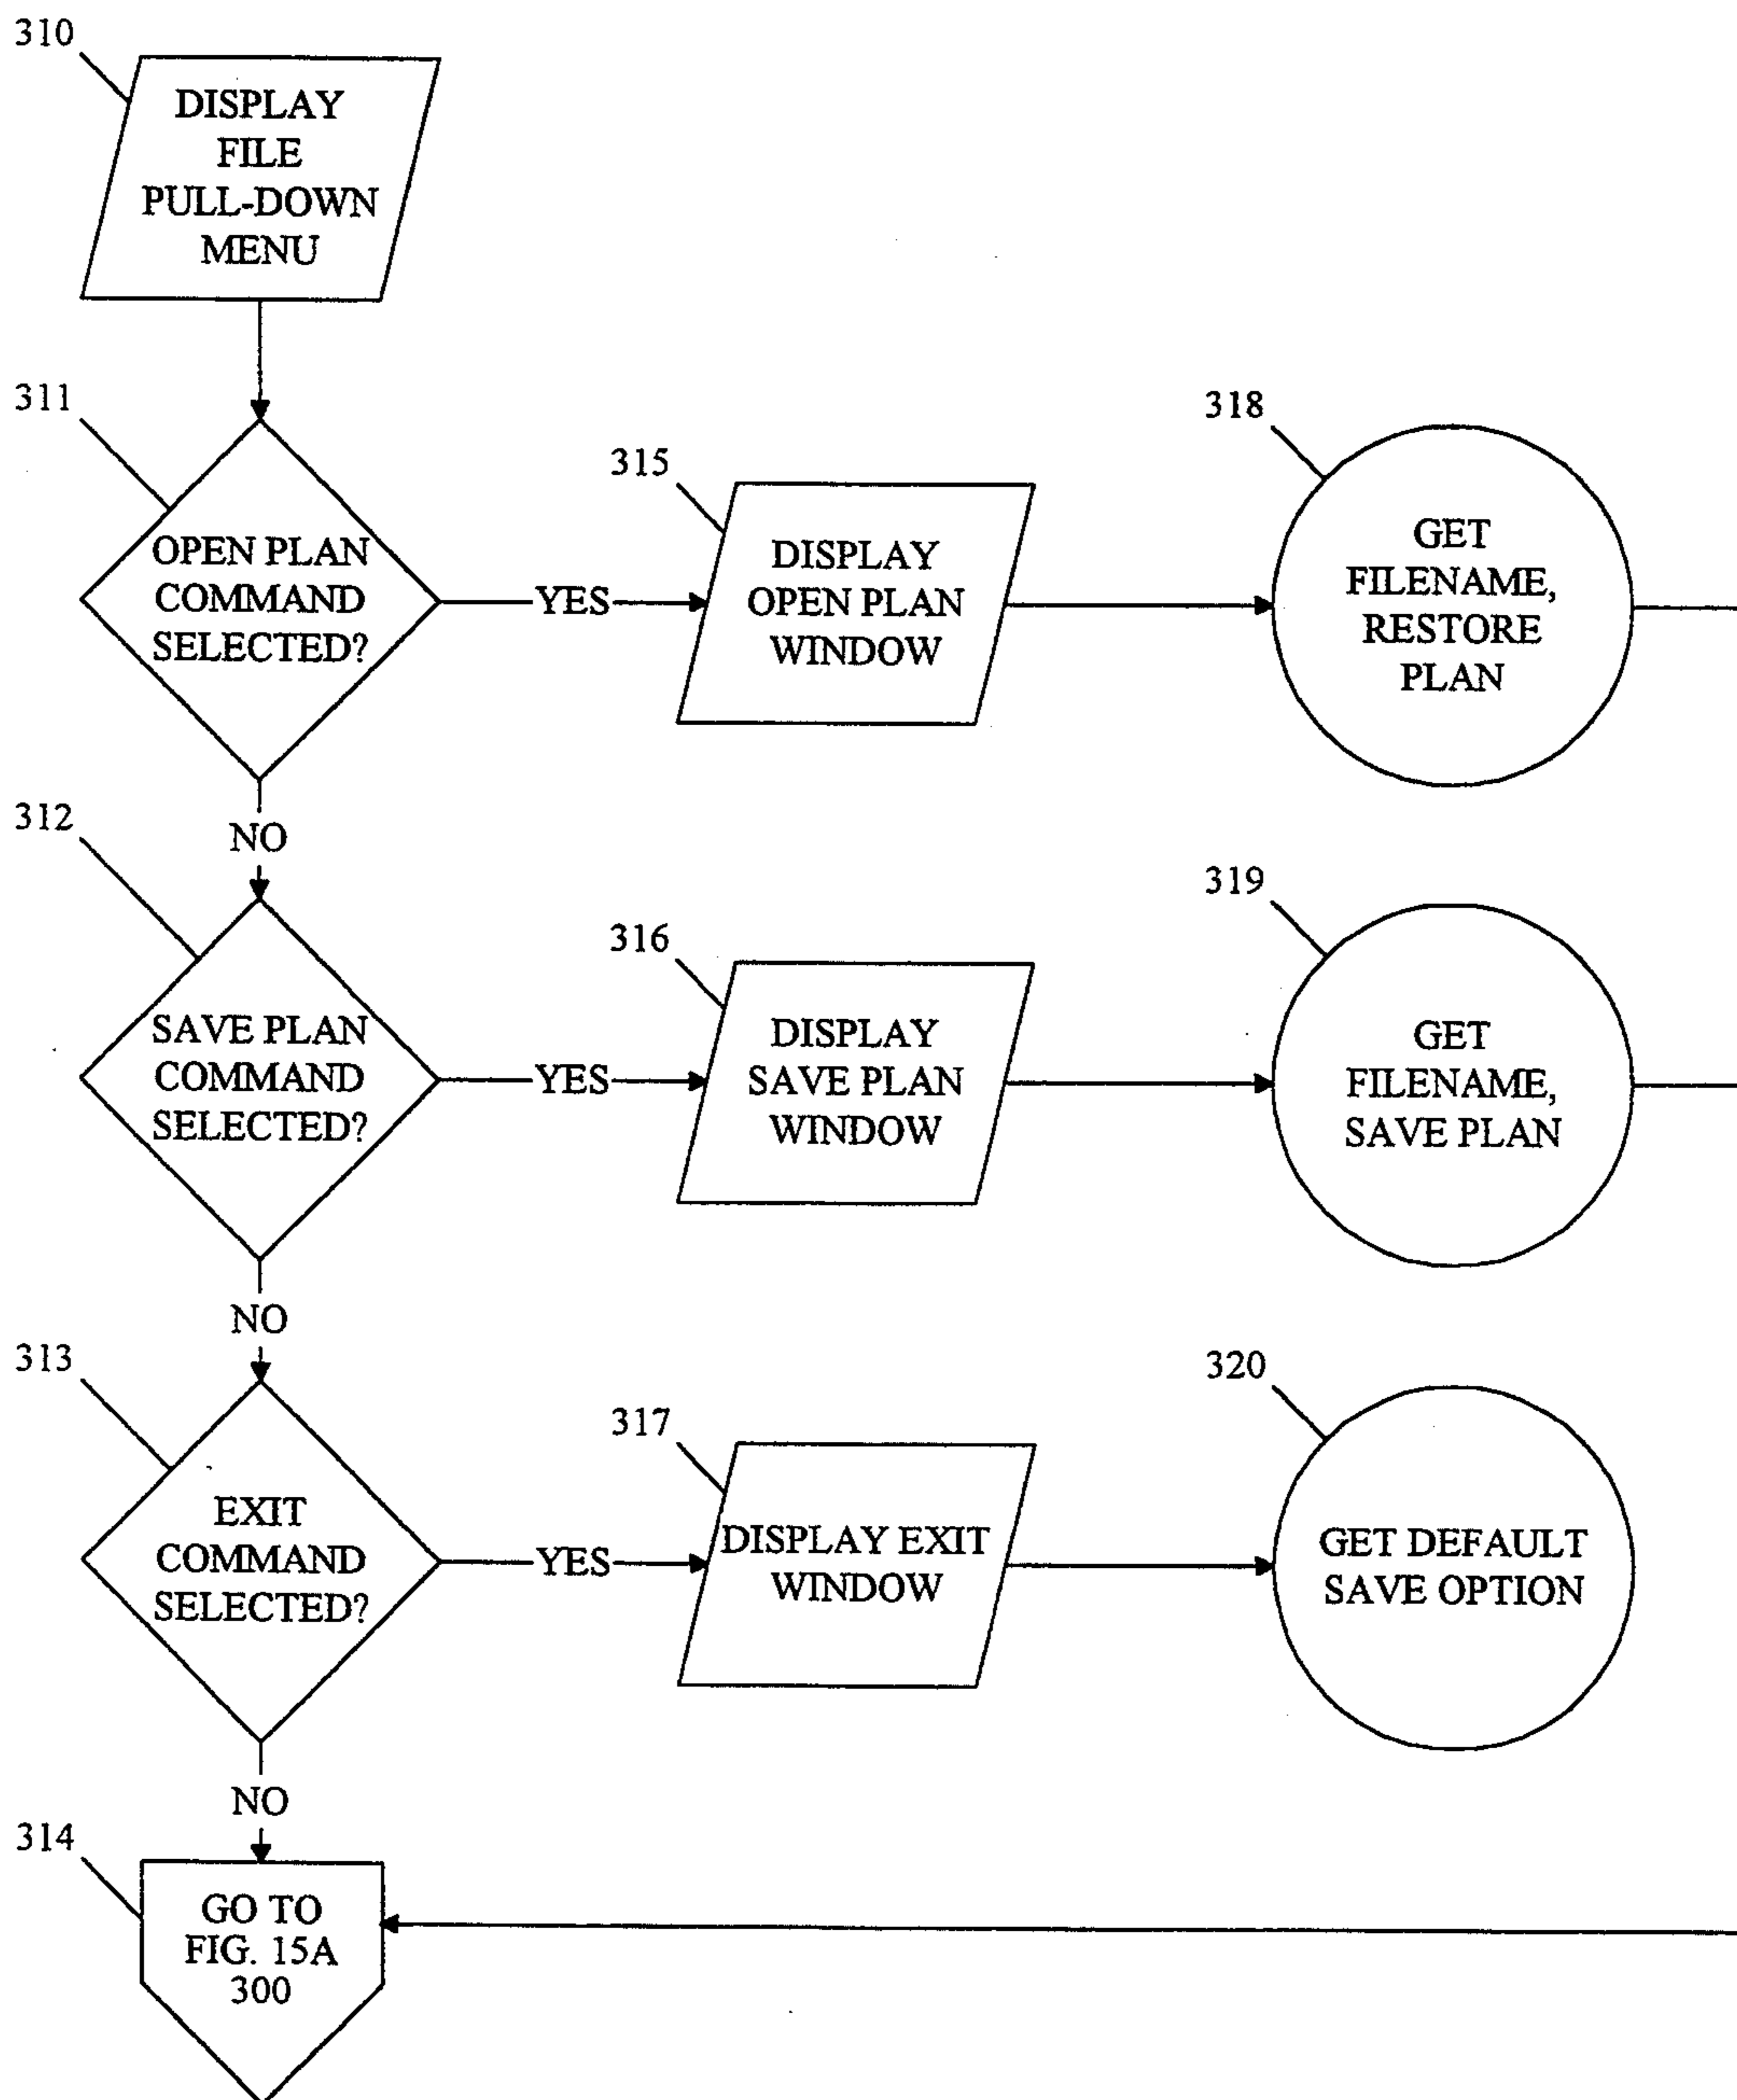 310
DISPLAY
FILE
PULL-DOWN
MENU
311
OPEN PLAN
COMMAND
SELECTED?
YES
315
DISPLAY
OPEN PLAN
WINDOW
318
GET
FILENAME,
RESTORE
PLAN
NO
312
SAVE PLAN
COMMAND
SELECTED?
YES
316
DISPLAY
SAVE PLAN
WINDOW
319
GET
FILENAME,
SAVE PLAN
NO
313
EXIT
COMMAND
SELECTED?
YES
317
DISPLAY EXIT
WINDOW
320
GET DEFAULT
SAVE OPTION
NO
314
GO TO
FIG. 15A
300